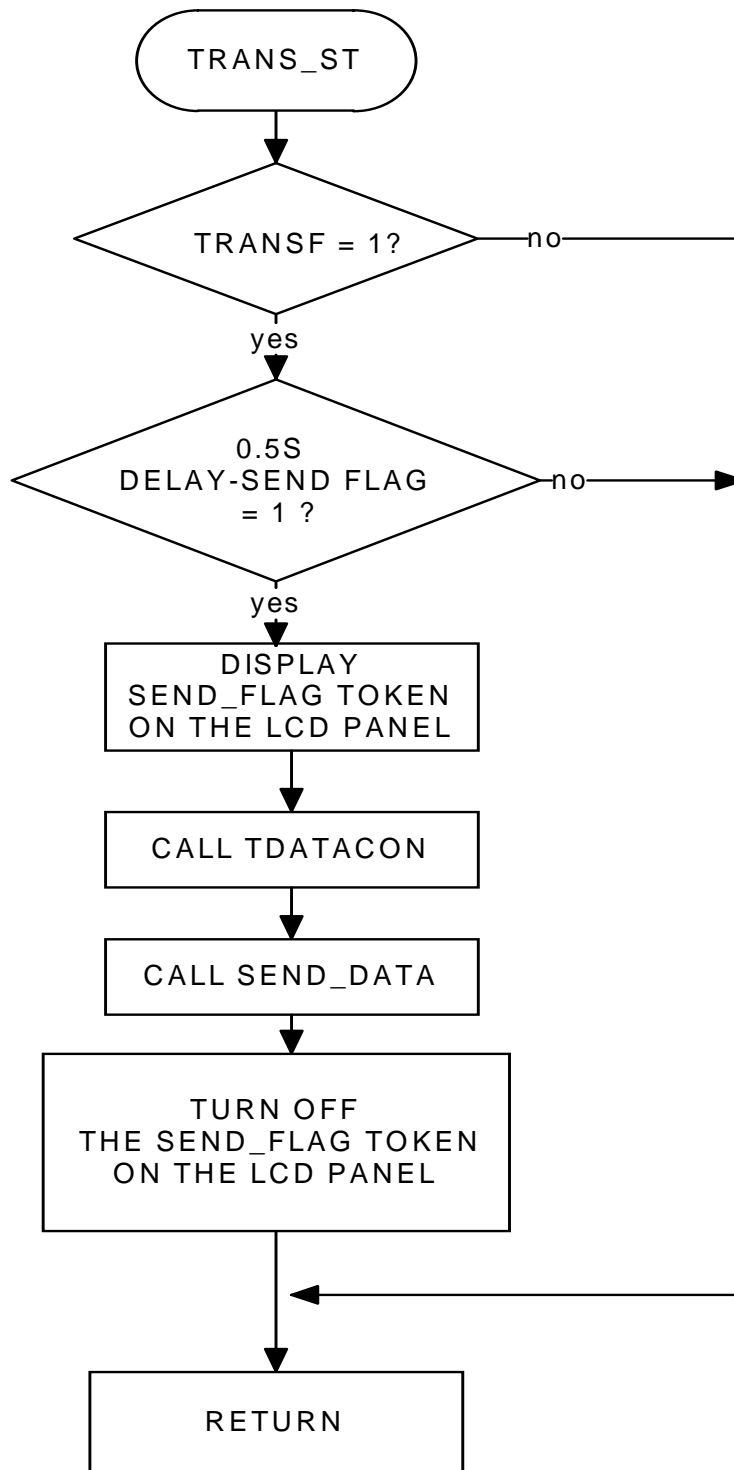 TRANS_ST
TRANSF = 1?
no
yes
0.5S
DELAY-SEND FLAG
= 1 ?
no
yes
DISPLAY
SEND_FLAG TOKEN
ON THE LCD PANEL
CALL TDATACON
CALL SEND_DATA
TURN OFF
THE SEND_FLAG TOKEN
ON THE LCD PANEL
RETURN